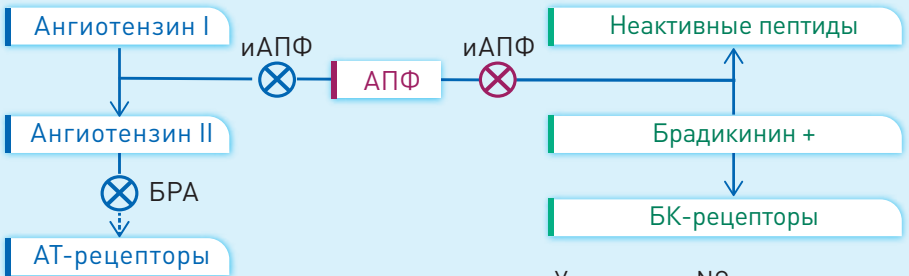 Ангиотензин I
иАПФ
АПФ
иАПФ
Неактивные пептиды
Ангиотензин II
Брадикинин +
БРА
БК-рецепторы
АТ-рецепторы